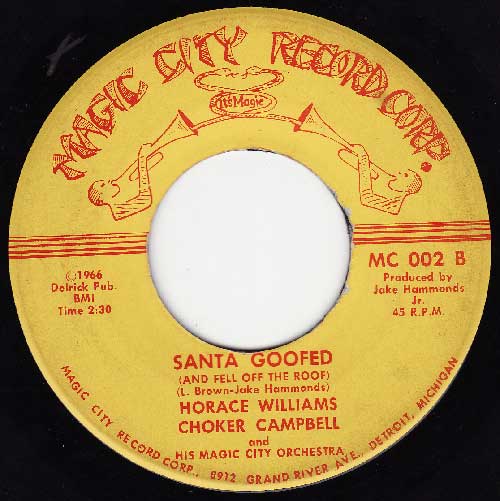 MAGIC CITY RECORD CORP.
It's Magic
MC 002 B
Produced by
Jake Hammonds
Jr.
45 R.P.M.
©1966
Delrick Pub.
BMI
Time 2:30
SANTA GOOFED
(AND FELL OFF THE ROOF)
(L. Brown-Jake Hammonds)
HORACE WILLIAMS
CHOKER CAMPBELL
and
HIS MAGIC CITY ORCHESTRA
MAGIC CITY RECORD CORP., 8912 GRAND RIVER AVE., DETROIT, MICHIGAN